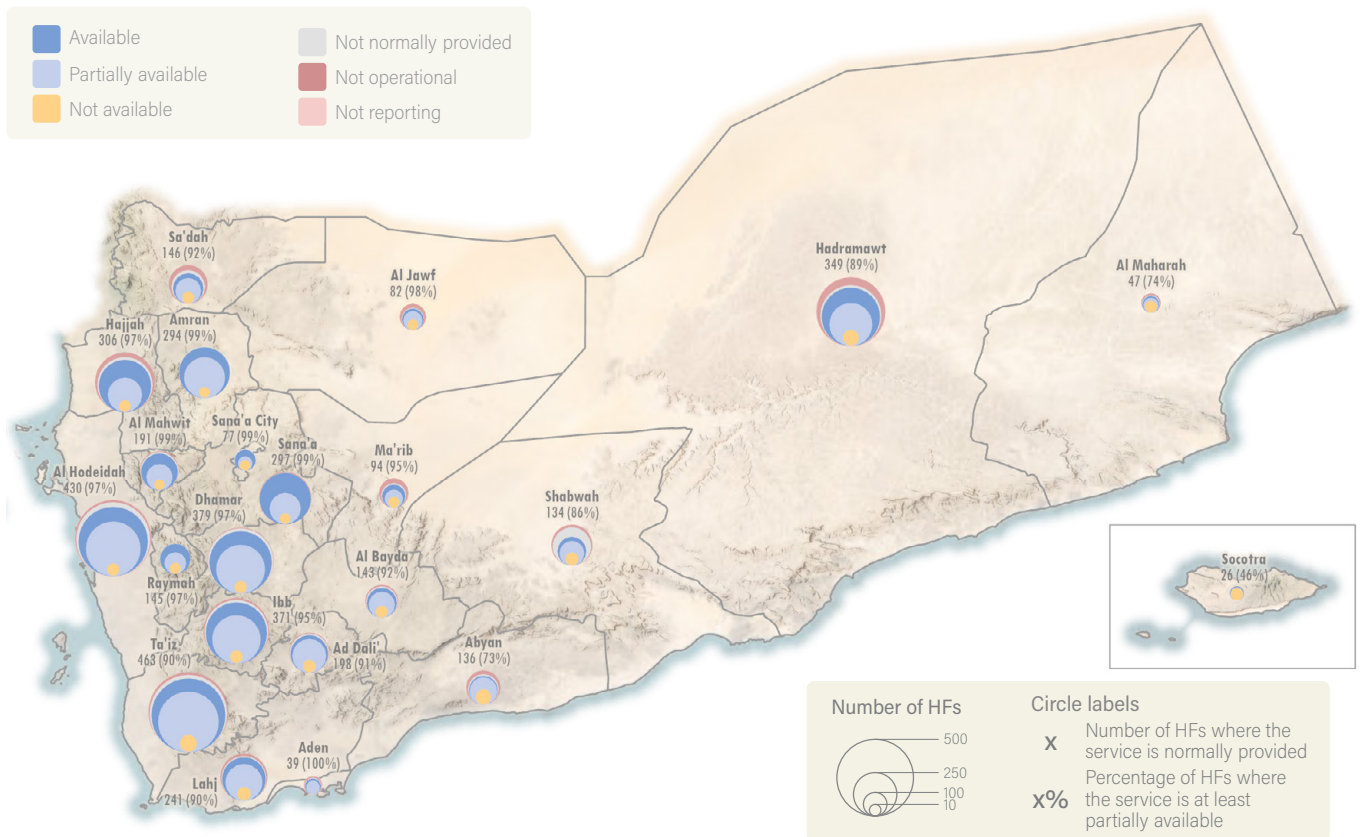 Available
Partially available
Not available
Not normally provided
Not operational
Not reporting
Sa'dah
146 (92%)
Al Jawf
82 (98%)
Hadramawt
349 (89%)
Al Maharah
47 (74%)
Hajjah
306 (97%)
Amran
294 (99%)
Al Mahwit
191 (99%)
Sana'a City
77 (99%)
Sana'a
297 (99%)
Ma'rib
94 (95%)
Al Hodeidah
430 (97%)
Dhamar
379 (97%)
Shabwah
134 (86%)
Al Bayda
143 (92%)
Socotra
26 (46%)
Raymah
145 (97%)
Ibb
371 (95%)
Ta'iz
463 (90%)
Ad Dali'
198 (91%)
Abyan
136 (73%)
Aden
39 (100%)
Lahj
241 (90%)
Number of HFs
500
250
100
10
Circle labels
x
Number of HFs where the
service is normally provided
x%
Percentage of HFs where
the service is at least
partially available